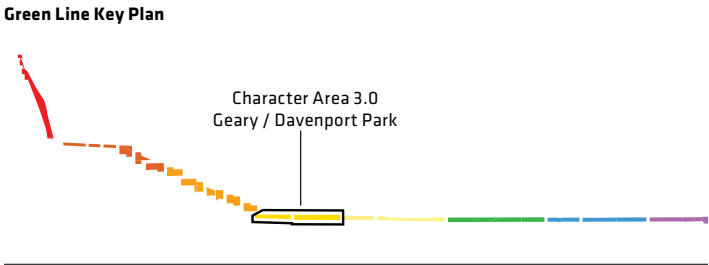 Green Line Key Plan
Character Area 3.0
Geary / Davenport Park